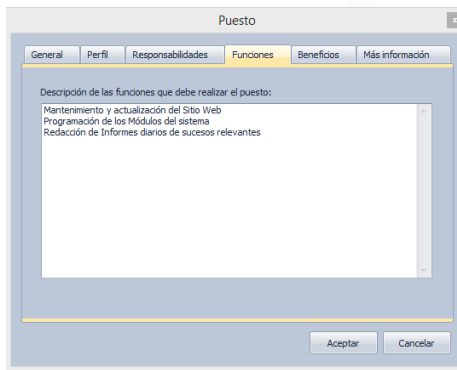 Puesto
x
General
Perfil
Responsabilidades
Funciones
Beneficios
Más información
Descripción de las funciones que debe realizar el puesto:
Mantenimiento y actualización del Sitio Web
Programación de los Módulos del sistema
Redacción de Informes diarios de sucesos relevantes
Aceptar
Cancelar